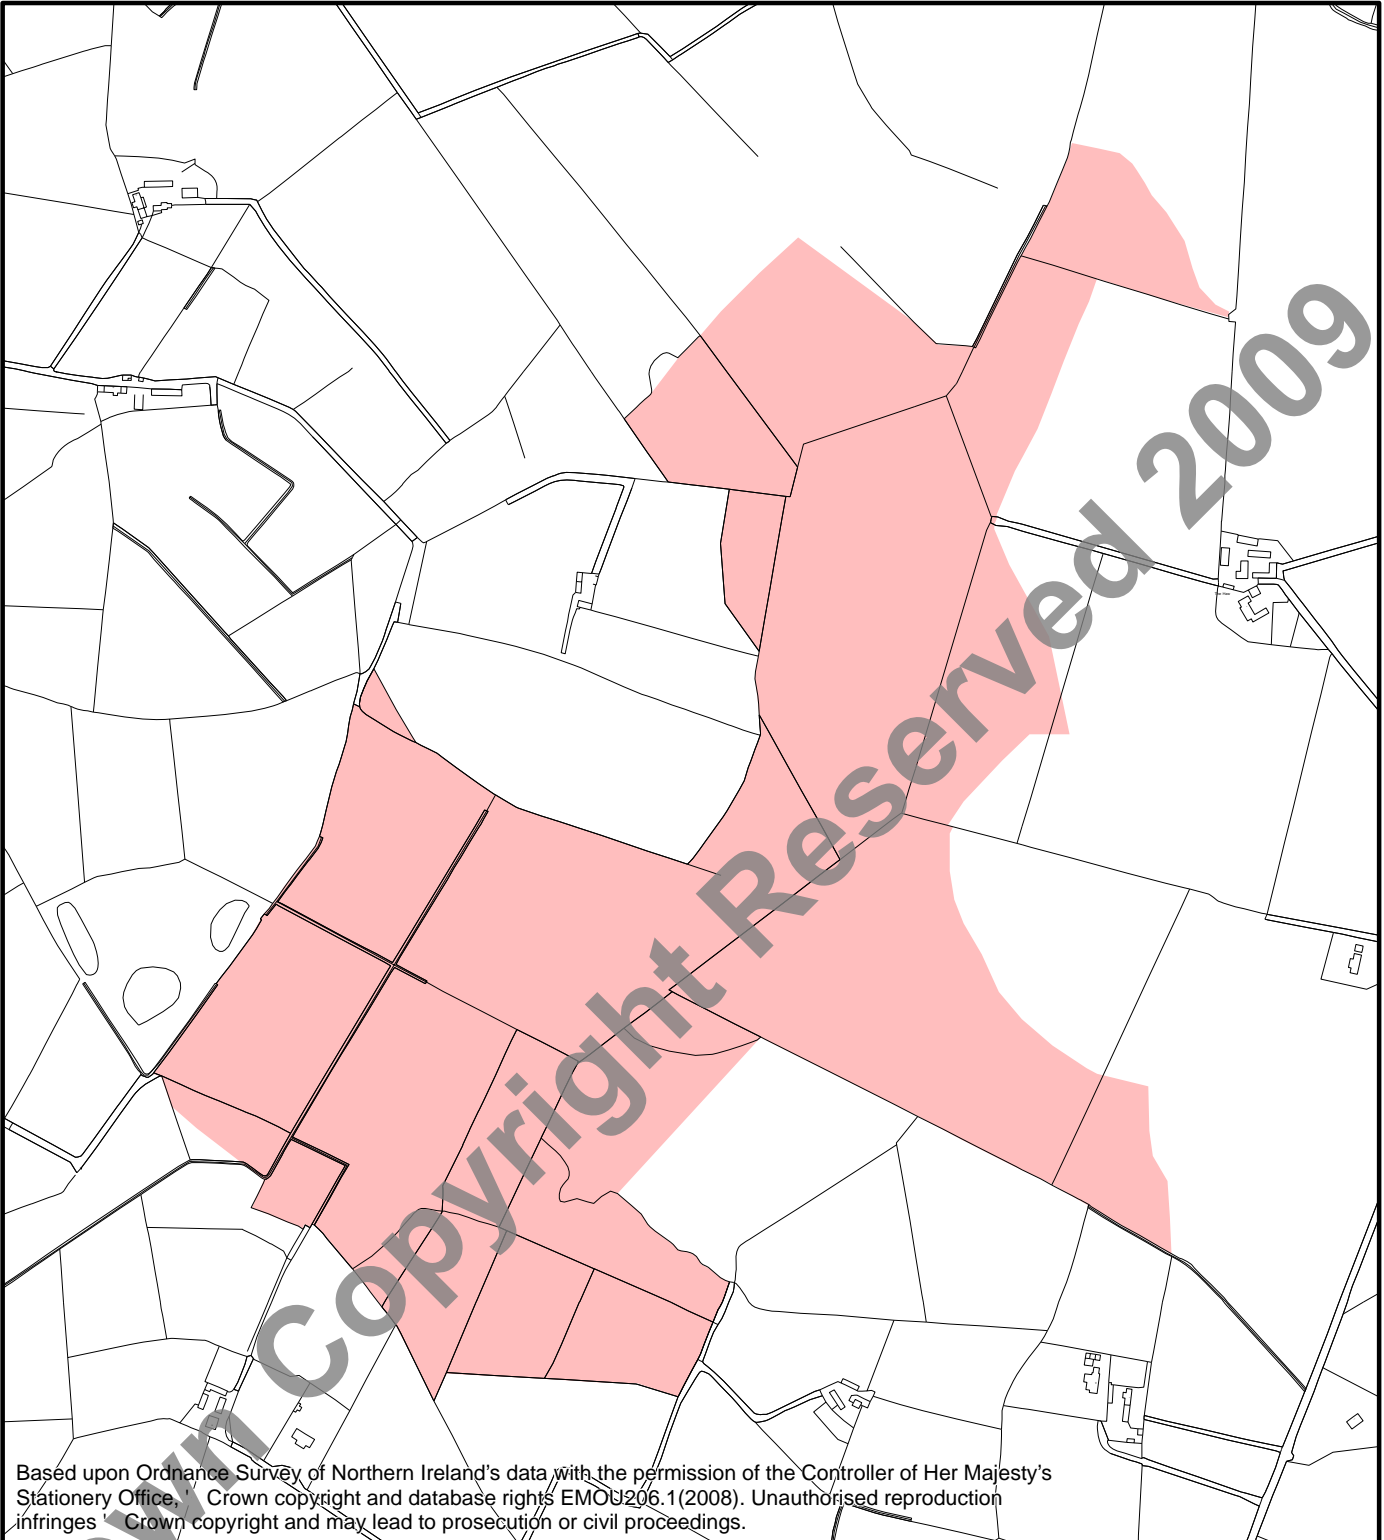 wn Copyright Reserved 2009
Based upon Ordnance Survey of Northern Ireland's data with the permission of the Controller of Her Majesty's
Stationery Office, ' Crown copyright and database rights EMOU206.1(2008). Unauthorised reproduction
infringes ' Crown copyright and may lead to prosecution or civil proceedings.